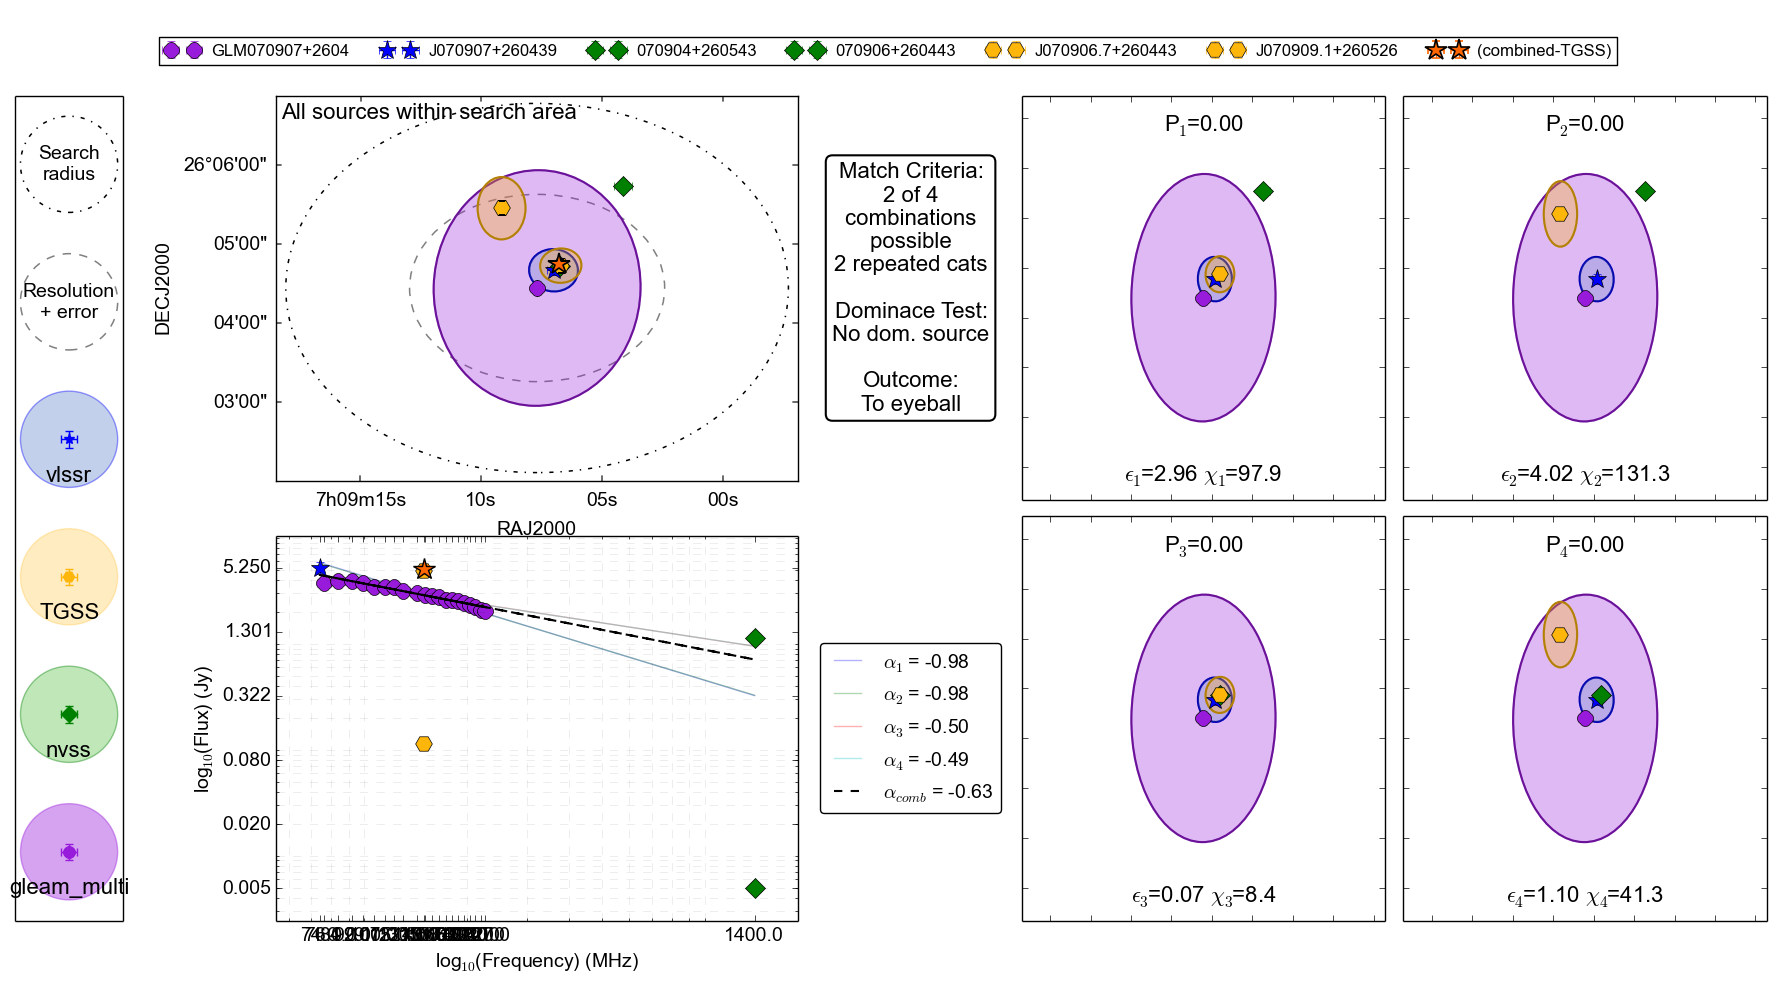 GLM070907+2604 J070907+260439 070904+260543 070906+260443 J070906.7+260443 J070909.1+260526 (combined-TGSS)
Search
radius
Resolution
+ error
vlssr
TGSS
nvss
gleam_multi
All sources within search area
DECJ2000
26°06'00"
05'00"
04'00"
03'00"
7h09m15s 10s 05s 00s
RAJ2000
Match Criteria:
2 of 4
combinations
possible
2 repeated cats
Dominace Test:
No dom. source
Outcome:
To eyeball
P₁=0.00
ϵ₁=2.96 χ₁=97.9
P₂=0.00
ϵ₂=4.02 χ₂=131.3
log₁₀(Flux) (Jy)
5.250
1.301
0.322
0.080
0.020
0.005
1400.0
log₁₀(Frequency) (MHz)
α₁ = -0.98
α₂ = -0.98
α₃ = -0.50
α₄ = -0.49
α_comb = -0.63
P₃=0.00
ϵ₃=0.07 χ₃=8.4
P₄=0.00
ϵ₄=1.10 χ₄=41.3